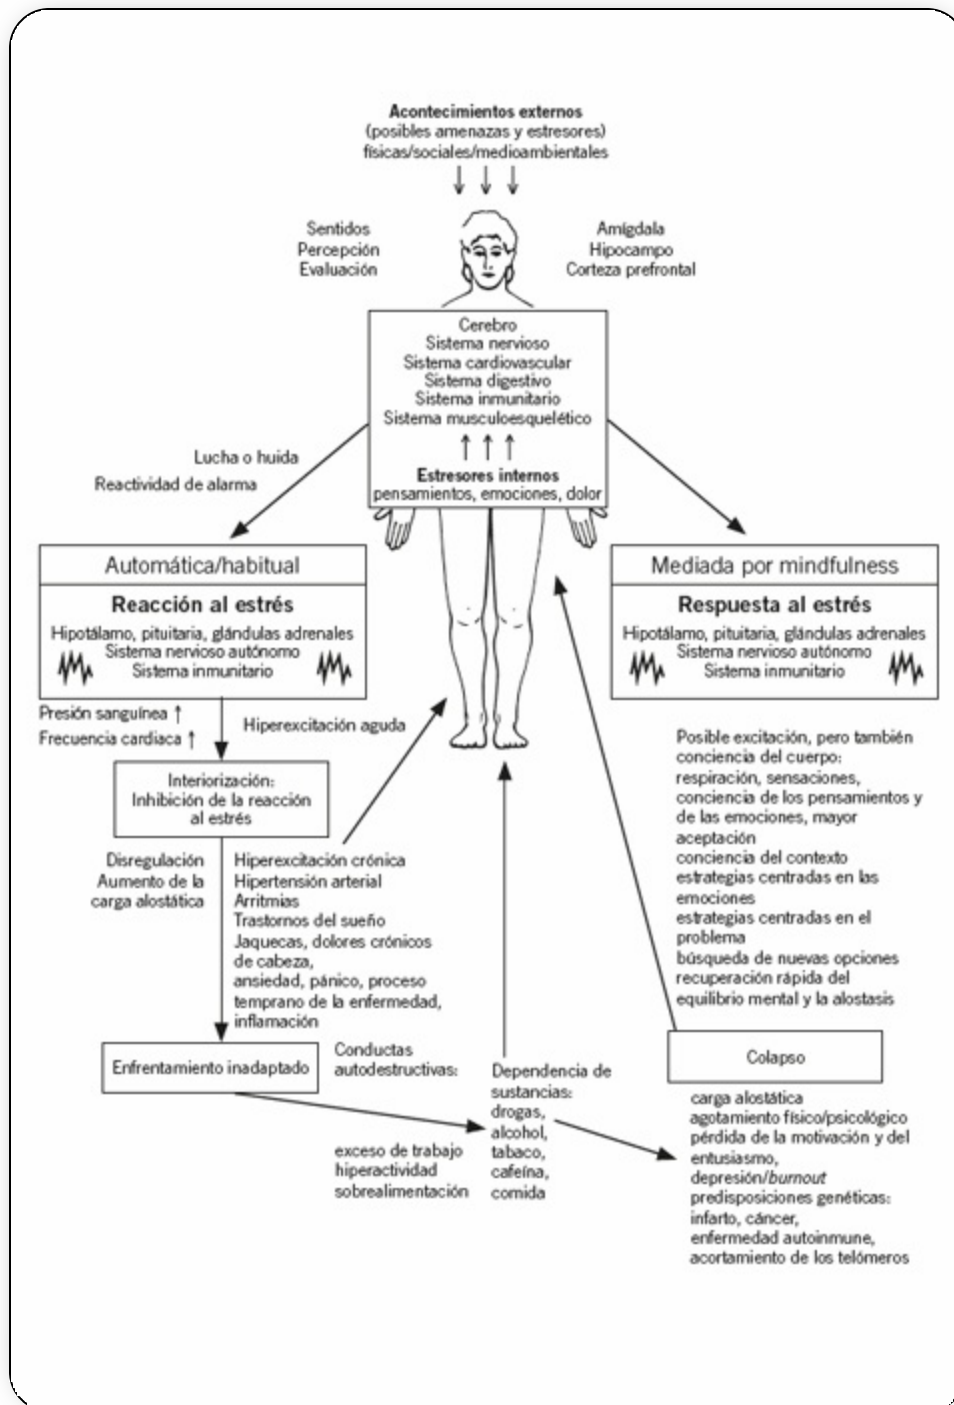 Acontecimientos externos
(posibles amenazas y estresores)
físicas/sociales/medioambientales
Sentidos
Percepción
Evaluación
Amígdala
Hipocampo
Corteza prefrontal
Cerebro
Sistema nervioso
Sistema cardiovascular
Sistema digestivo
Sistema inmunitario
Sistema musculoesquelético
Estresores internos
pensamientos, emociones, dolor
Lucha o huida
Reactividad de alarma
Automática/habitual
Reacción al estrés
Hipotálamo, pituitaria, glándulas adrenales
Sistema nervioso autónomo
Sistema inmunitario
Mediada por mindfulness
Respuesta al estrés
Hipotálamo, pituitaria, glándulas adrenales
Sistema nervioso autónomo
Sistema inmunitario
Presión sanguínea ↑
Frecuencia cardiaca ↑
Hiperexcitación aguda
Interiorización:
Inhibición de la reacción
al estrés
Disregulación
Aumento de la
carga alostática
Hiperexcitación crónica
Hipertensión arterial
Arritmias
Trastornos del sueño
Jaquecas, dolores crónicos
de cabeza,
ansiedad, pánico, proceso
temprano de la enfermedad,
inflamación
Posible excitación, pero también
conciencia del cuerpo:
respiración, sensaciones,
conciencia de los pensamientos y
de las emociones, mayor
aceptación
conciencia del contexto
estrategias centradas en las
emociones
estrategias centradas en el
problema
búsqueda de nuevas opciones
recuperación rápida del
equilibrio mental y la alostasis
Enfrentamiento inadaptado
Conductas
autodestructivas:
exceso de trabajo
hiperactividad
sobrealimentación
Dependencia de
sustancias:
drogas,
alcohol,
tabaco,
cafeína,
comida
Colapso
carga alostática
agotamiento físico/psicológico
pérdida de la motivación y del
entusiasmo,
depresión/burnout
predisposiciones genéticas:
infarto, cáncer,
enfermedad autoinmune,
acortamiento de los telómeros